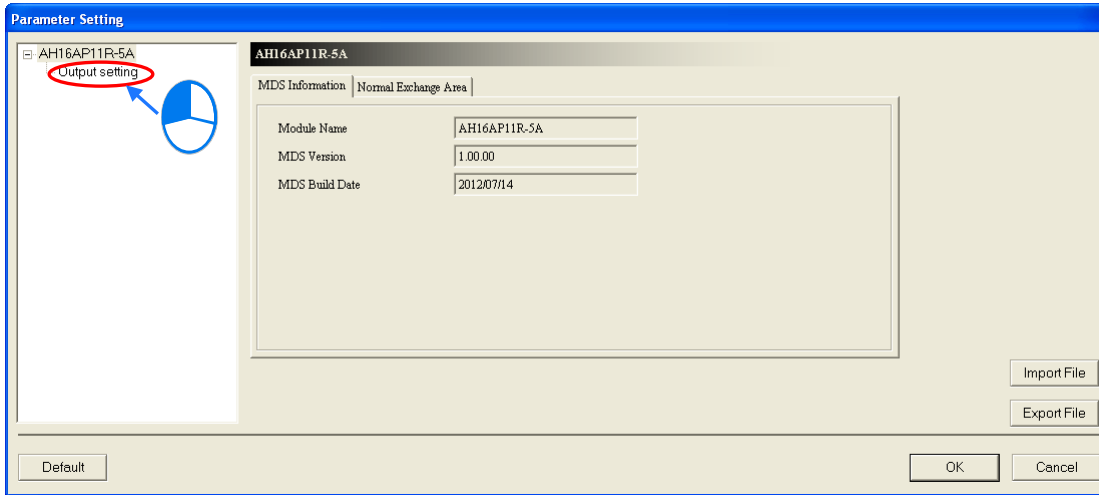 Parameter Setting
AH16AP11R-5A
Output setting
AH16AP11R-5A
MDS Information Normal Exchange Area
Module Name AH16AP11R-5A
MDS Version 1.00.00
MDS Build Date 2012/07/14
Import File
Export File
Default OK Cancel